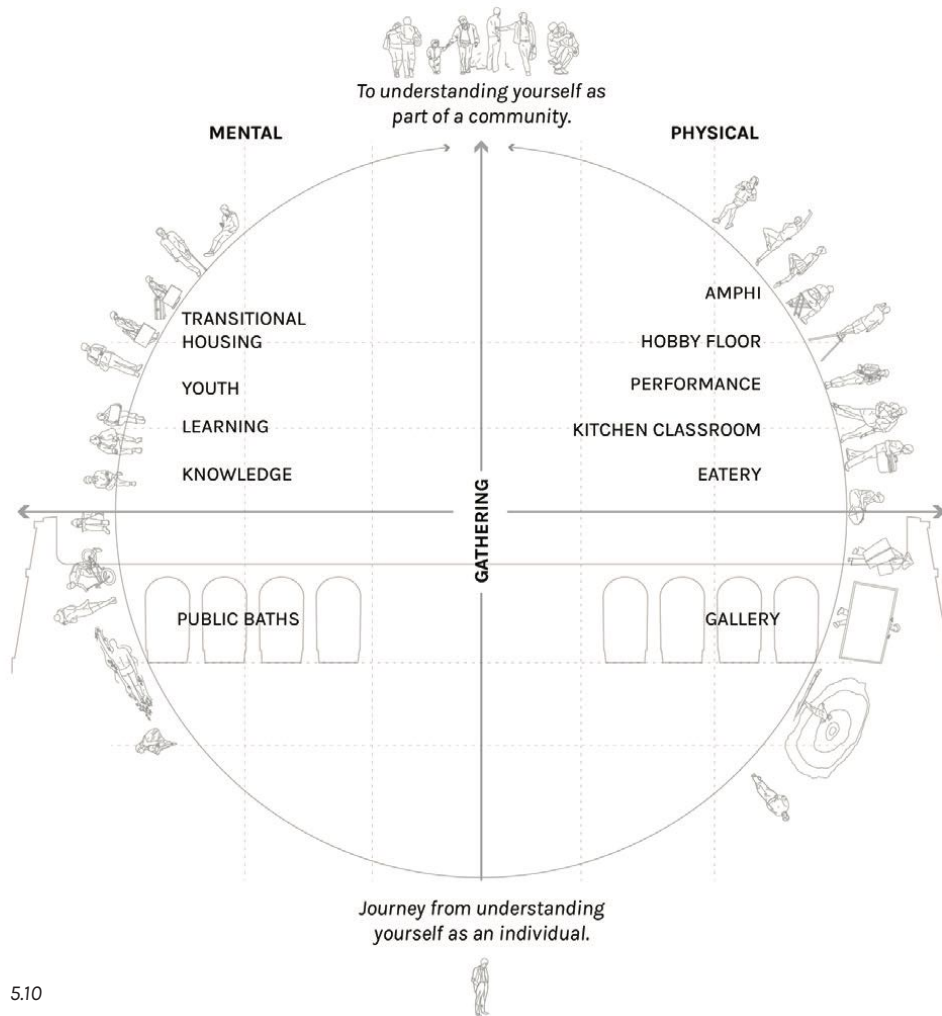 To understanding yourself as
part of a community.
MENTAL
PHYSICAL
AMPHI
TRANSITIONAL
HOUSING
HOBBY FLOOR
YOUTH
PERFORMANCE
LEARNING
KITCHEN CLASSROOM
KNOWLEDGE
EATERY
GATHERING
PUBLIC BATHS
GALLERY
Journey from understanding
yourself as an individual.
5.10